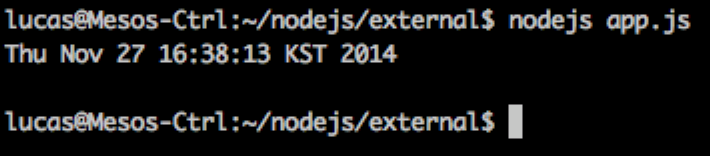 lucas@Mesos-Ctrl:~/nodejs/external$ nodejs app.js
Thu Nov 27 16:38:13 KST 2014
lucas@Mesos-Ctrl:~/nodejs/external$